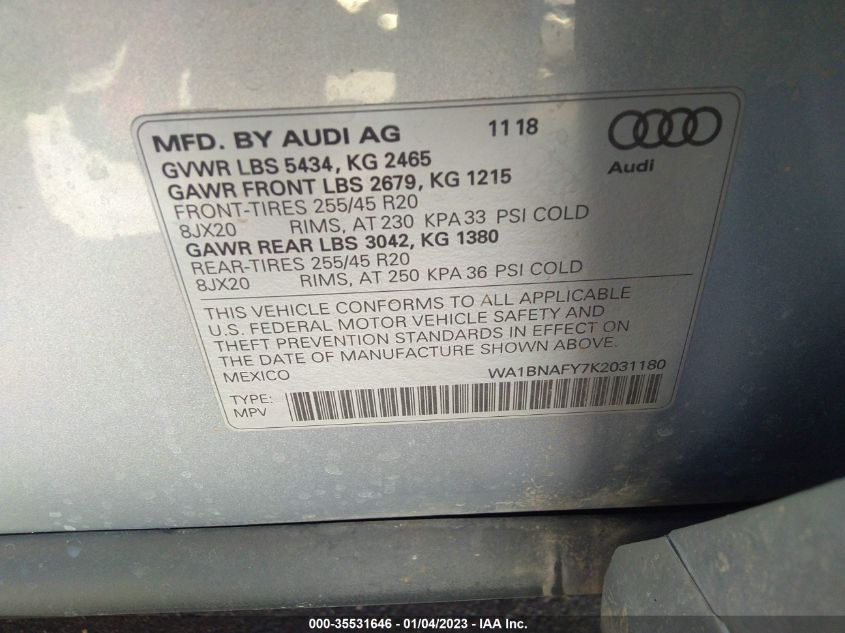 MFD. BY AUDI AG 11 18
Audi
GVWR LBS 5434, KG 2465
GAWR FRONT LBS 2679, KG 1215
FRONT-TIRES 255/45 R20
8JX20 RIMS, AT 230 KPA 33 PSI COLD
GAWR REAR LBS 3042, KG 1380
REAR-TIRES 255/45 R20
8JX20 RIMS, AT 250 KPA 36 PSI COLD
THIS VEHICLE CONFORMS TO ALL APPLICABLE
U.S. FEDERAL MOTOR VEHICLE SAFETY AND
THEFT PREVENTION STANDARDS IN EFFECT ON
THE DATE OF MANUFACTURE SHOWN ABOVE.
MEXICO WA1BNAFY7K2031180
TYPE:
MPV
000-35531646 - 01/04/2023 - IAA Inc.